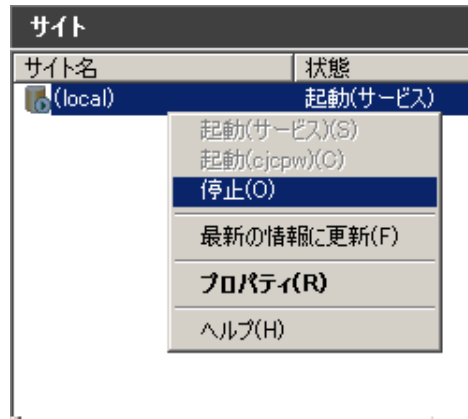 サイト
サイト名 状態
(local) 起動(サービス)
起動(サービス)(S)
起動(cjcpw)(C)
停止(O)
最新の情報に更新(F)
プロパティ(R)
ヘルプ(H)